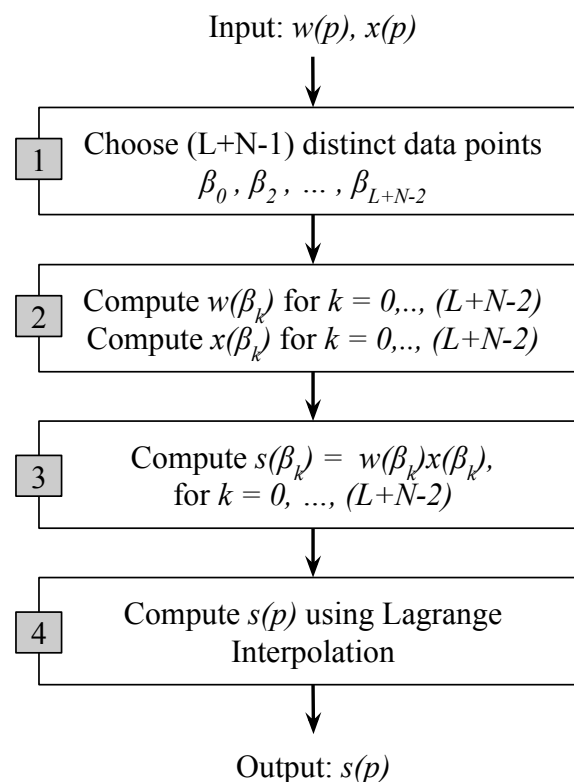 Input: w(p), x(p)
1
Choose (L+N-1) distinct data points
β0 , β2 , ... , βL+N-2
2
Compute w(βk) for k = 0,.., (L+N-2)
Compute x(βk) for k = 0,.., (L+N-2)
3
Compute s(βk) = w(βk)x(βk),
for k = 0, ..., (L+N-2)
4
Compute s(p) using Lagrange
Interpolation
Output: s(p)